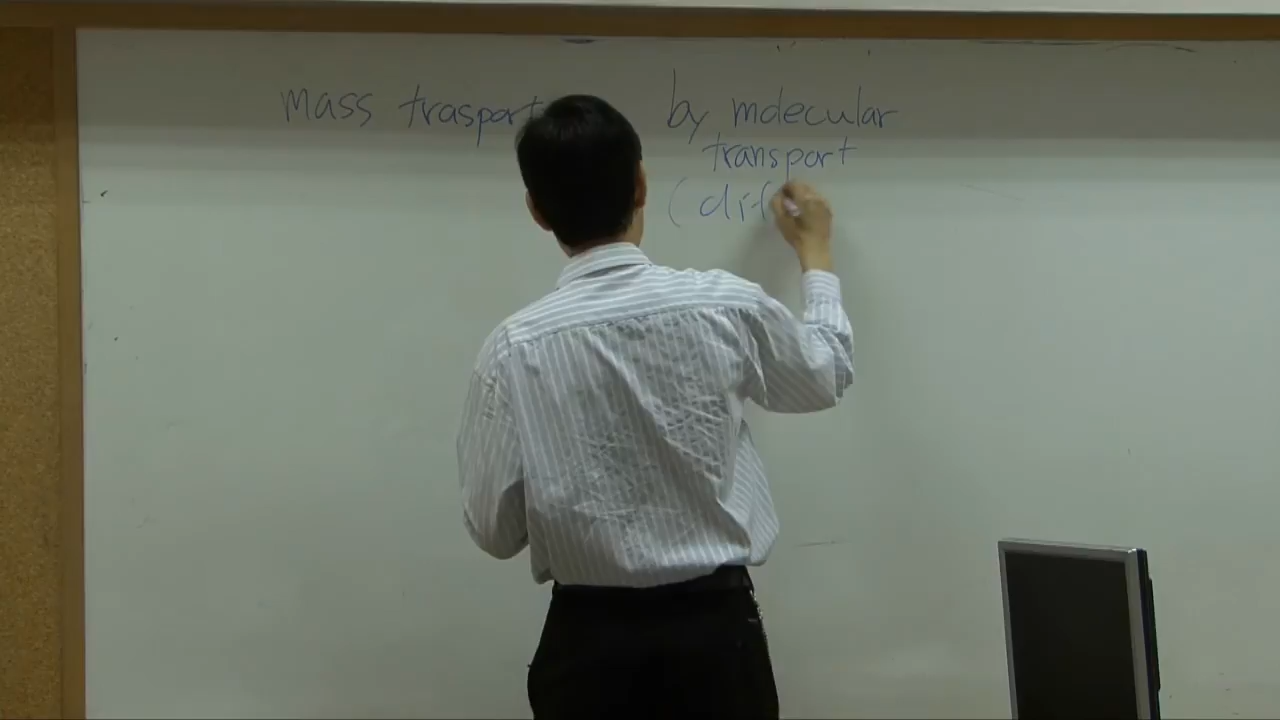 mass trasport by molecular
transport
( dif